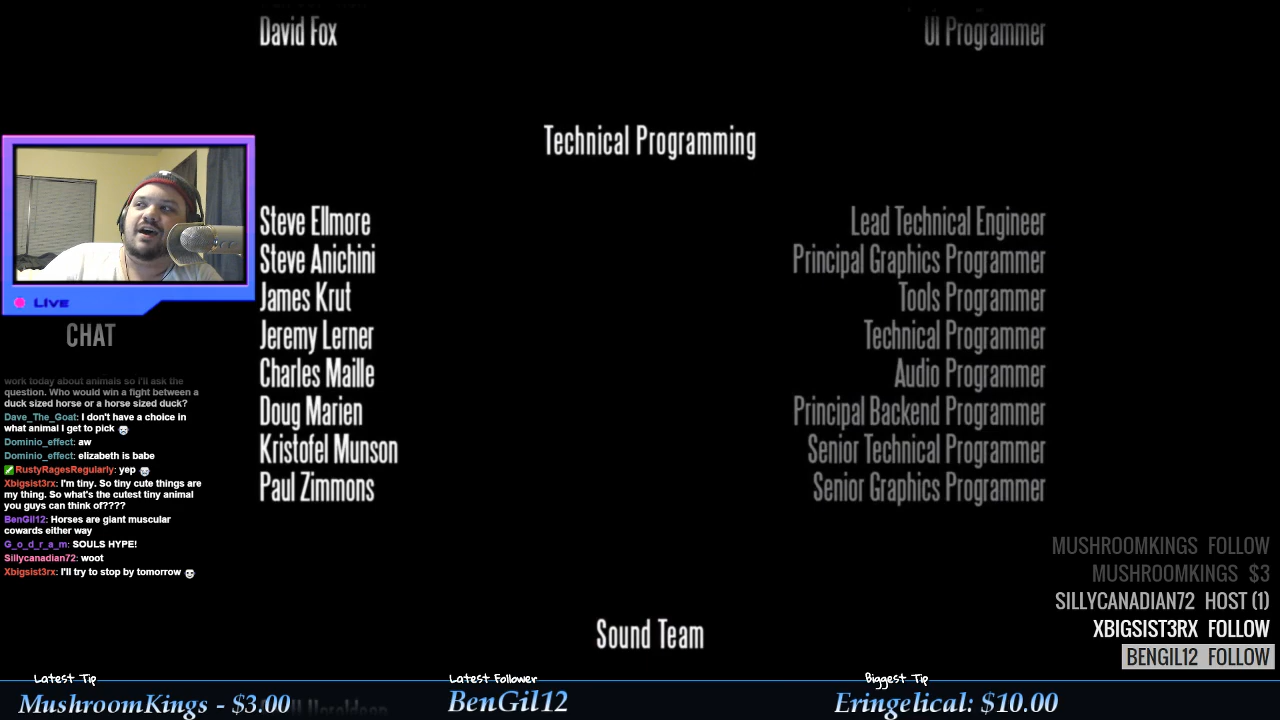 David Fox
UI Programmer
Technical Programming
Steve Ellmore
Lead Technical Engineer
Steve Anichini
Principal Graphics Programmer
James Krut
Tools Programmer
Jeremy Lerner
Technical Programmer
Charles Maille
Audio Programmer
Doug Marien
Principal Backend Programmer
Kristofel Munson
Senior Technical Programmer
Paul Zimmons
Senior Graphics Programmer
Sound Team
LIVE
CHAT
work today about animals so i'll ask the
question. Who would win a fight between a
duck sized horse or a horse sized duck?
Dave_The_Goat: I don't have a choice in
what animal I get to pick
Dominio_effect: aw
Dominio_effect: elizabeth is babe
RustyRagesRegularly: yep
Xbigsist3rx: I'm tiny. So tiny cute things are
my thing. So what's the cutest tiny animal
you guys can think of????
BenGil12: Horses are giant muscular
cowards either way
G_o_d_r_a_m: SOULS HYPE!
Sillycanadian72: woot
Xbigsist3rx: I'll try to stop by tomorrow
MUSHROOMKINGS FOLLOW
MUSHROOMKINGS $3
SILLYCANADIAN72 HOST (1)
XBIGSIST3RX FOLLOW
BENGIL12 FOLLOW
Latest Tip
MushroomKings - $3.00
Latest Follower
BenGil12
Biggest Tip
Eringelical: $10.00